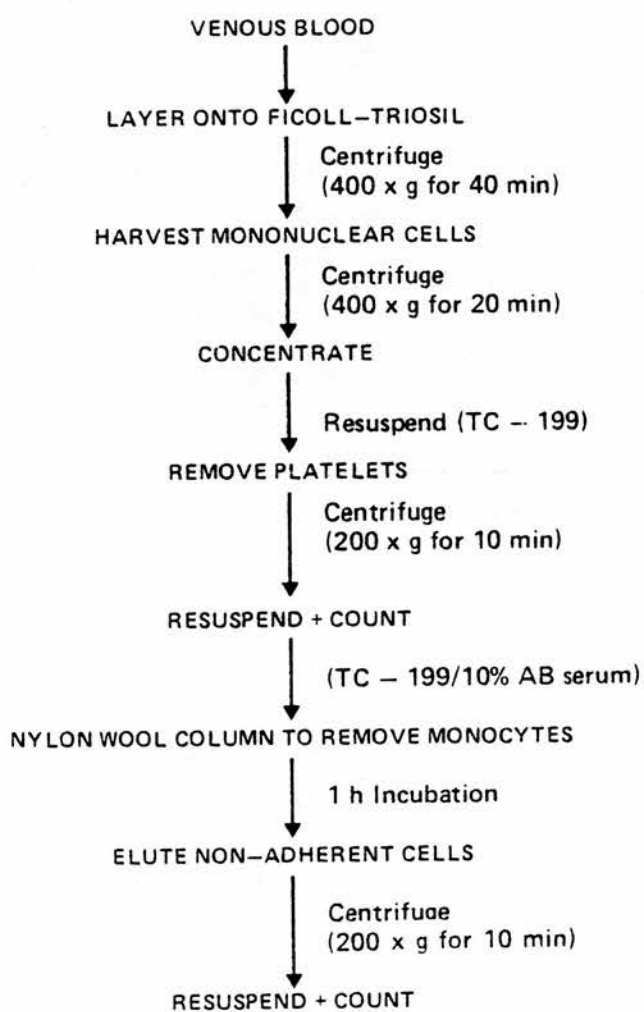 VENOUS BLOOD
LAYER ONTO FICOLL–TRIOSIL
Centrifuge
(400 x g for 40 min)
HARVEST MONONUCLEAR CELLS
Centrifuge
(400 x g for 20 min)
CONCENTRATE
Resuspend (TC – 199)
REMOVE PLATELETS
Centrifuge
(200 x g for 10 min)
RESUSPEND + COUNT
(TC – 199/10% AB serum)
NYLON WOOL COLUMN TO REMOVE MONOCYTES
1 h Incubation
ELUTE NON–ADHERENT CELLS
Centrifuge
(200 x g for 10 min)
RESUSPEND + COUNT